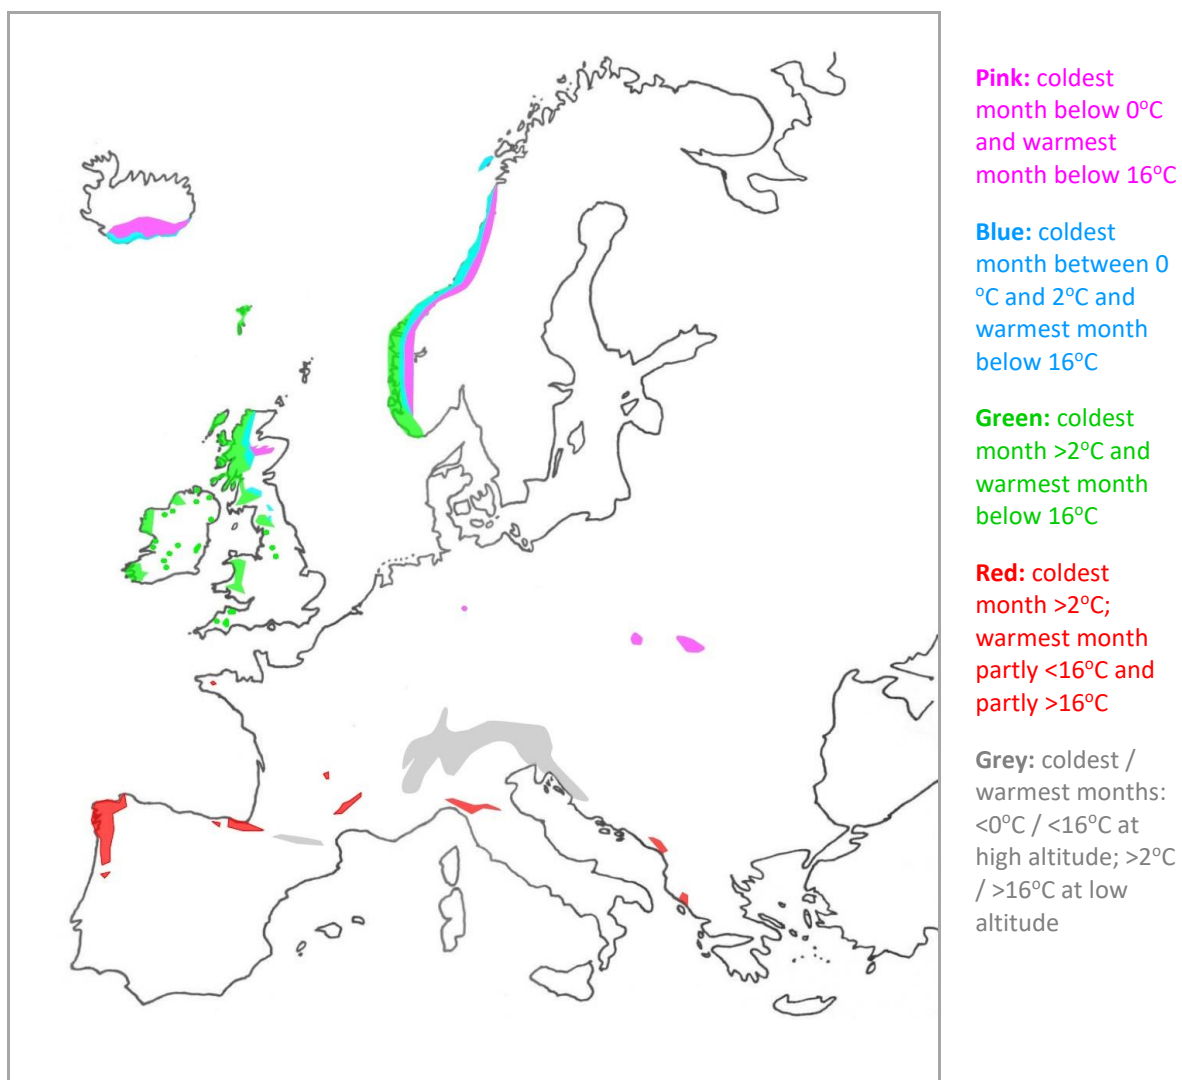 Pink: coldest
month below 0ºC
and warmest
month below 16ºC
Blue: coldest
month between 0
ºC and 2ºC and
warmest month
below 16ºC
Green: coldest
month >2ºC and
warmest month
below 16ºC
Red: coldest
month >2ºC;
warmest month
partly <16ºC and
partly >16ºC
Grey: coldest /
warmest months:
<0ºC / <16ºC at
high altitude; >2ºC
/ >16ºC at low
altitude